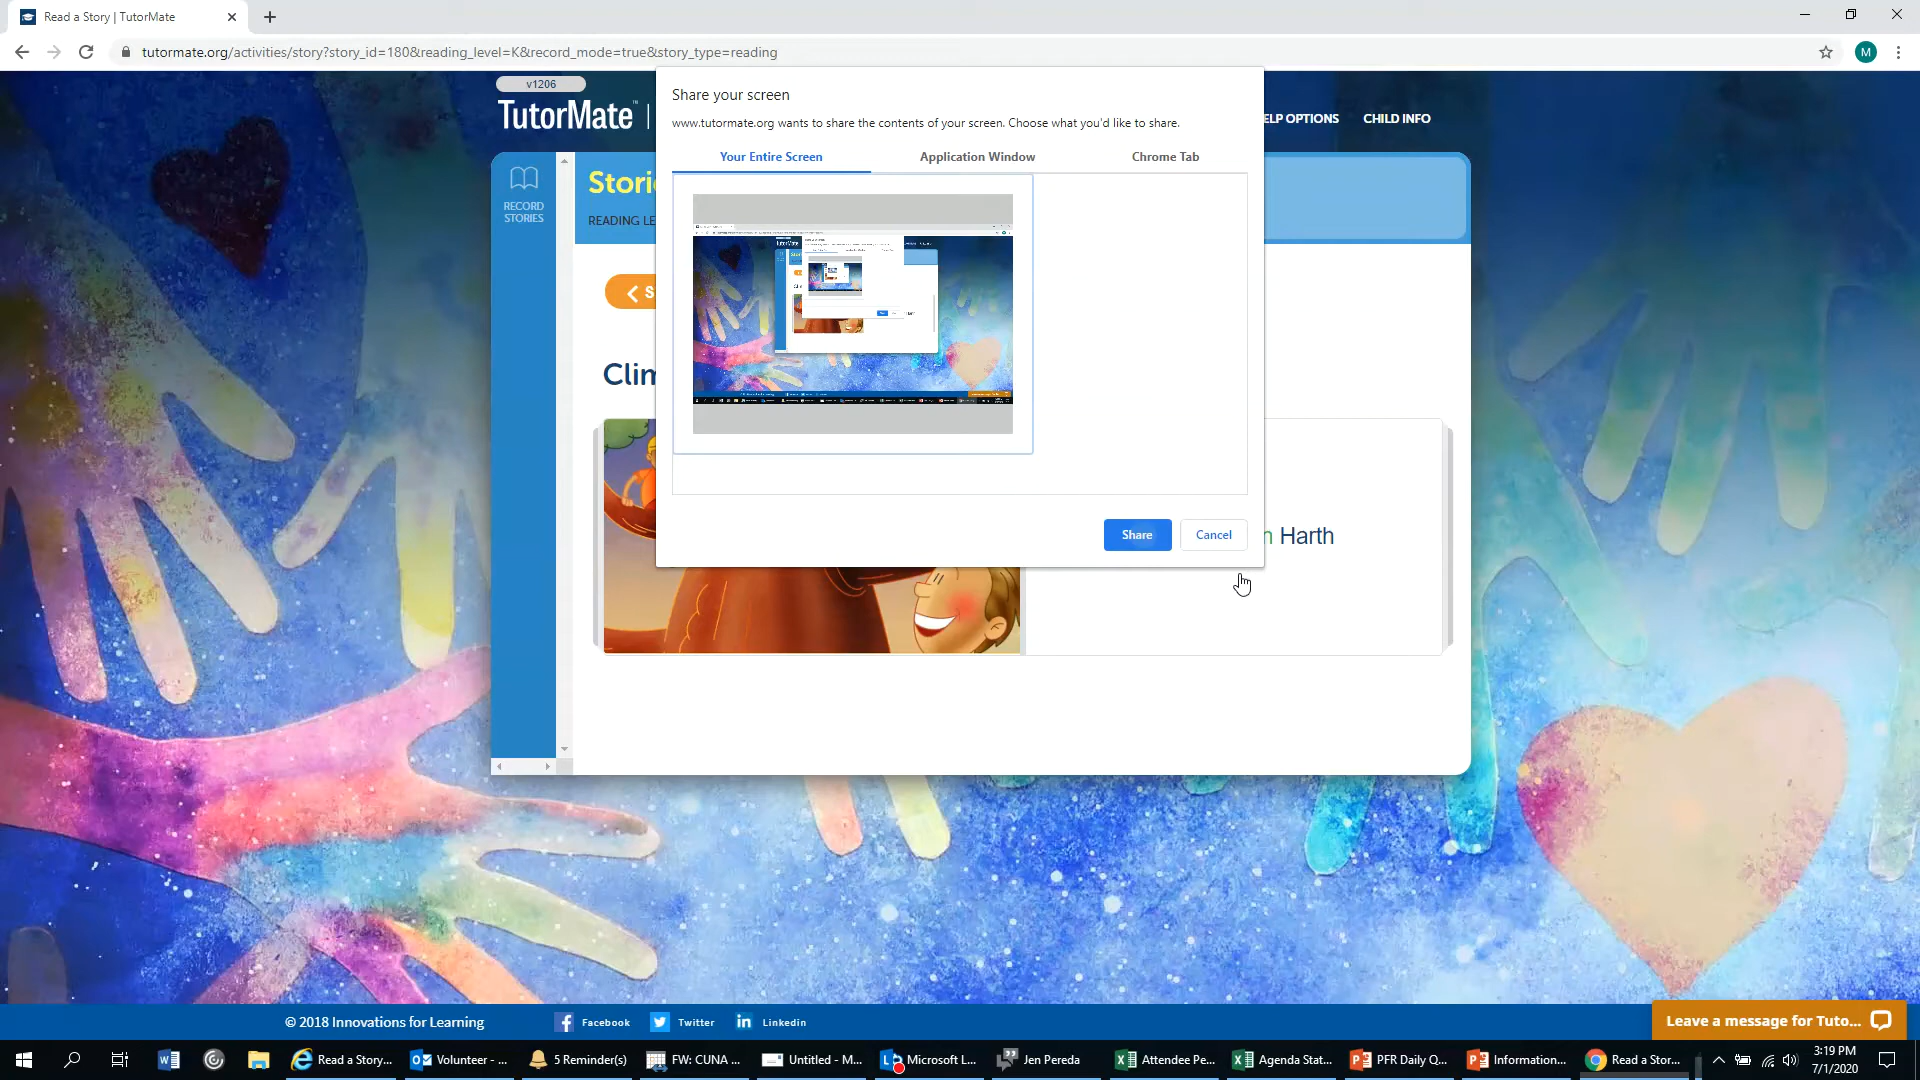 Read a Story | TutorMate
tutormate.org/activities/story?story_id=180&reading_level=K&record_mode=true&story_type=reading
M
v1206
TutorMate™ |
ELP OPTIONS
CHILD INFO
Share your screen
www.tutormate.org wants to share the contents of your screen. Choose what you'd like to share.
Your Entire Screen
Application Window
Chrome Tab
RECORD
STORIES
Stori
READING LE
S
Clim
Share
Cancel
n Harth
© 2018 Innovations for Learning
Facebook
Twitter
Linkedin
Leave a message for Tuto...
Read a Story...
Volunteer - ...
5 Reminder(s)
FW: CUNA ...
Untitled - M...
Microsoft L...
Jen Pereda
Attendee Pe...
Agenda Stat...
PFR Daily Q...
Information...
Read a Stor...
3:19 PM
7/1/2020